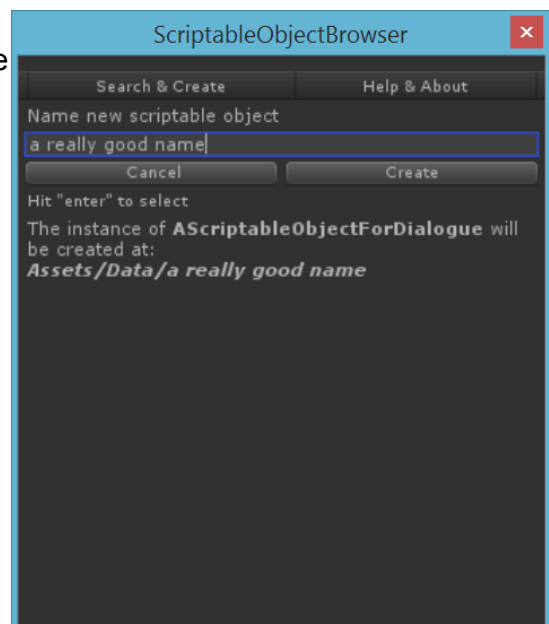 ScriptableObjectBrowser
x
e
Search & Create Help & About
Name new scriptable object
a really good name
Cancel Create
Hit "enter" to select
The instance of AScriptableObjectForDialogue will
be created at:
Assets/Data/a really good name